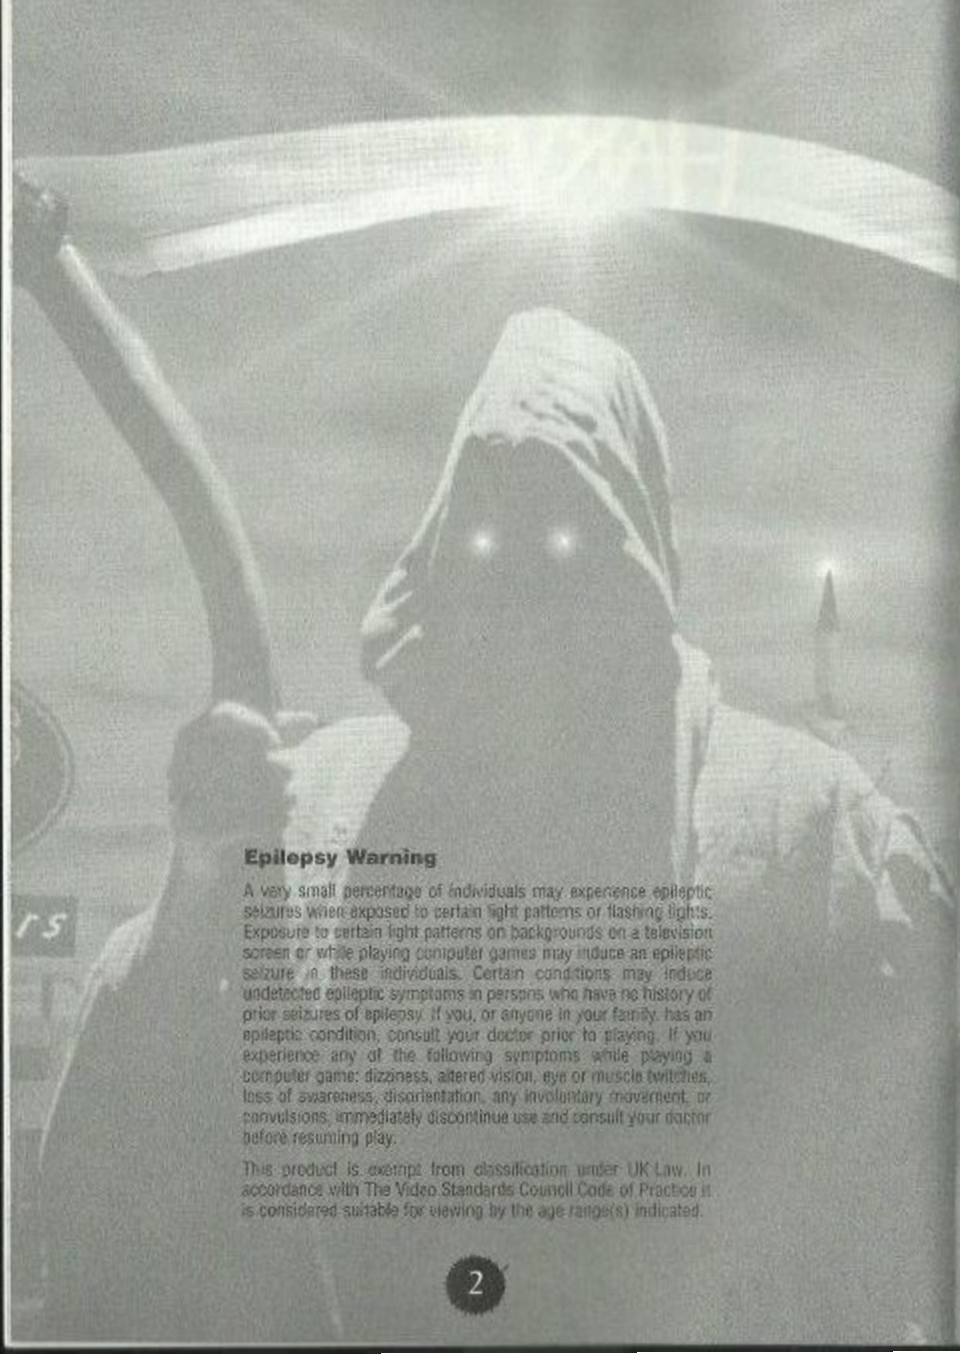 Epilepsy Warning
A very small percentage of individuals may experience epileptic
seizures when exposed to certain light patterns or flashing lights.
Exposure to certain light patterns on backgrounds on a television
screen or while playing computer games may induce an epileptic
seizure in these individuals. Certain conditions may induce
undetected epileptic symptoms in persons who have no history of
prior seizures of epilepsy. If you, or anyone in your family, has an
epileptic condition, consult your doctor prior to playing. If you
experience any of the following symptoms while playing a
computer game: dizziness, altered vision, eye or muscle twitches,
loss of awareness, disorientation, any involuntary movement, or
convulsions, immediately discontinue use and consult your doctor
before resuming play.
This product is exempt from classification under UK Law. In
accordance with The Video Standards Council Code of Practice it
is considered suitable for viewing by the age range(s) indicated.
rs
2